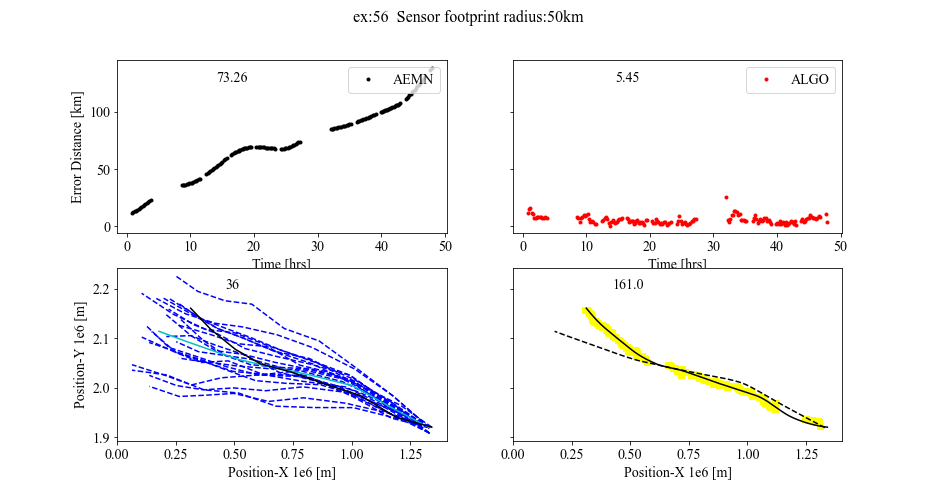 ex:56 Sensor footprint radius:50km
73.26
AEMN
5.45
ALGO
Error Distance [km]
100
50
0
0 10 20 30 40 50
0 10 20 30 40 50
Time [hrs]
Time [hrs]
36
161.0
Position-Y 1e6 [m]
2.2
2.1
2.0
1.9
0.00 0.25 0.50 0.75 1.00 1.25
0.00 0.25 0.50 0.75 1.00 1.25
Position-X 1e6 [m]
Position-X 1e6 [m]